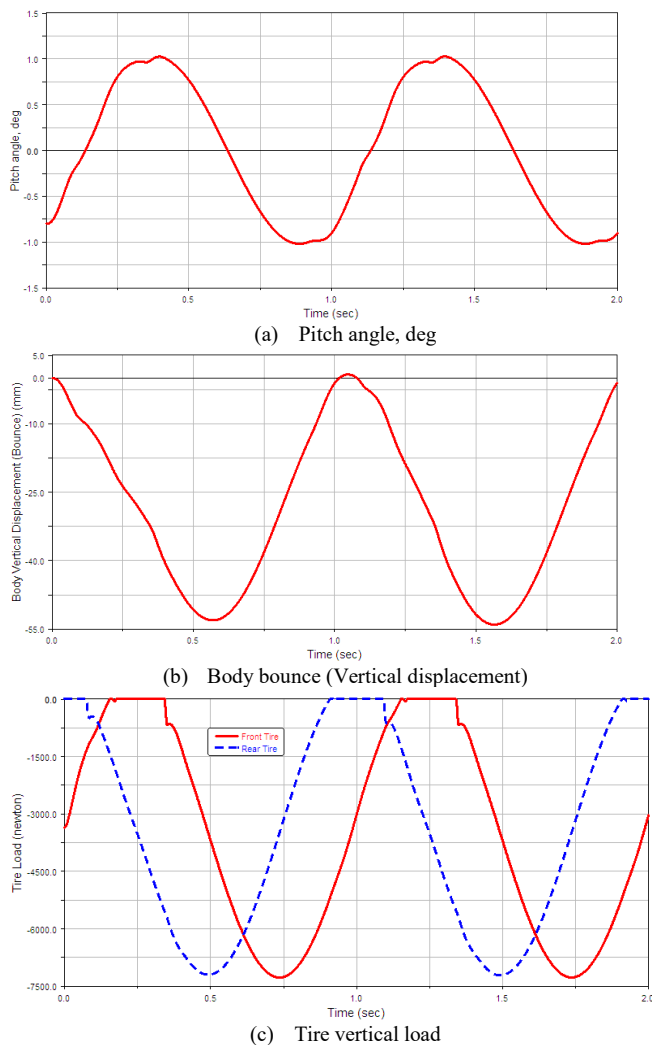 1.5
1.0
0.5
0.0
-0.5
-1.0
-1.5
Pitch angle, deg
0.0 0.5 1.0 1.5 2.0
Time (sec)
(a) Pitch angle, deg
5.0
0.0
-10.0
-25.0
-40.0
-55.0
Body Vertical Displacement (Bounce) (mm)
0.0 0.5 1.0 1.5 2.0
Time (sec)
(b) Body bounce (Vertical displacement)
0.0
-1500.0
-3000.0
-4500.0
-6000.0
-7500.0
Tire Load (newton)
Front Tire
Rear Tire
0.0 0.5 1.0 1.5 2.0
Time (sec)
(c) Tire vertical load